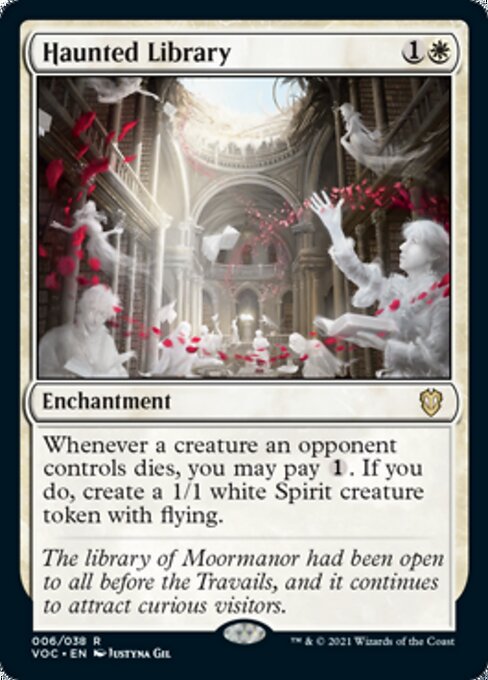 Haunted Library 1
Enchantment
Whenever a creature an opponent
controls dies, you may pay 1. If you
do, create a 1/1 white Spirit creature
token with flying.
The library of Moormanor had been open
to all before the Travails, and it continues
to attract curious visitors.
006/038 R
VOC • EN Justyna Gil
™ & © 2021 Wizards of the Coast